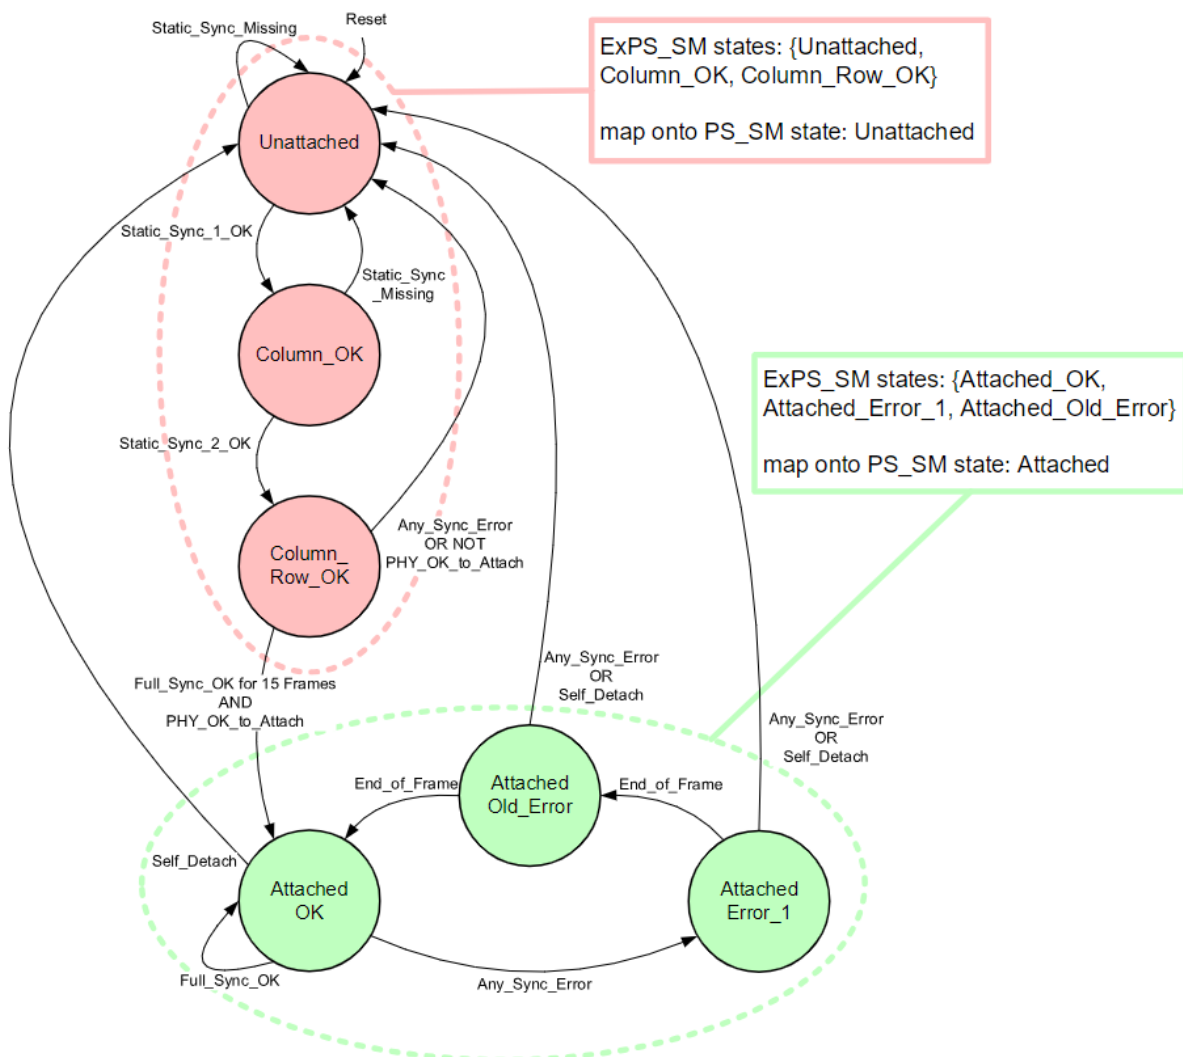 Static_Sync_Missing
Reset
ExPS_SM states: {Unattached,
Column_OK, Column_Row_OK}
map onto PS_SM state: Unattached
Unattached
Static_Sync_1_OK
Static_Sync
_Missing
Column_OK
ExPS_SM states: {Attached_OK,
Attached_Error_1, Attached_Old_Error}
map onto PS_SM state: Attached
Static_Sync_2_OK
Column_
Row_OK
Any_Sync_Error
OR NOT
PHY_OK_to_Attach
Full_Sync_OK for 15 Frames
AND
PHY_OK_to_Attach
Any_Sync_Error
OR
Self_Detach
Any_Sync_Error
OR
Self_Detach
End_of_Frame
Attached
Old_Error
End_of_Frame
Self_Detach
Attached
OK
Attached
Error_1
Full_Sync_OK
Any_Sync_Error